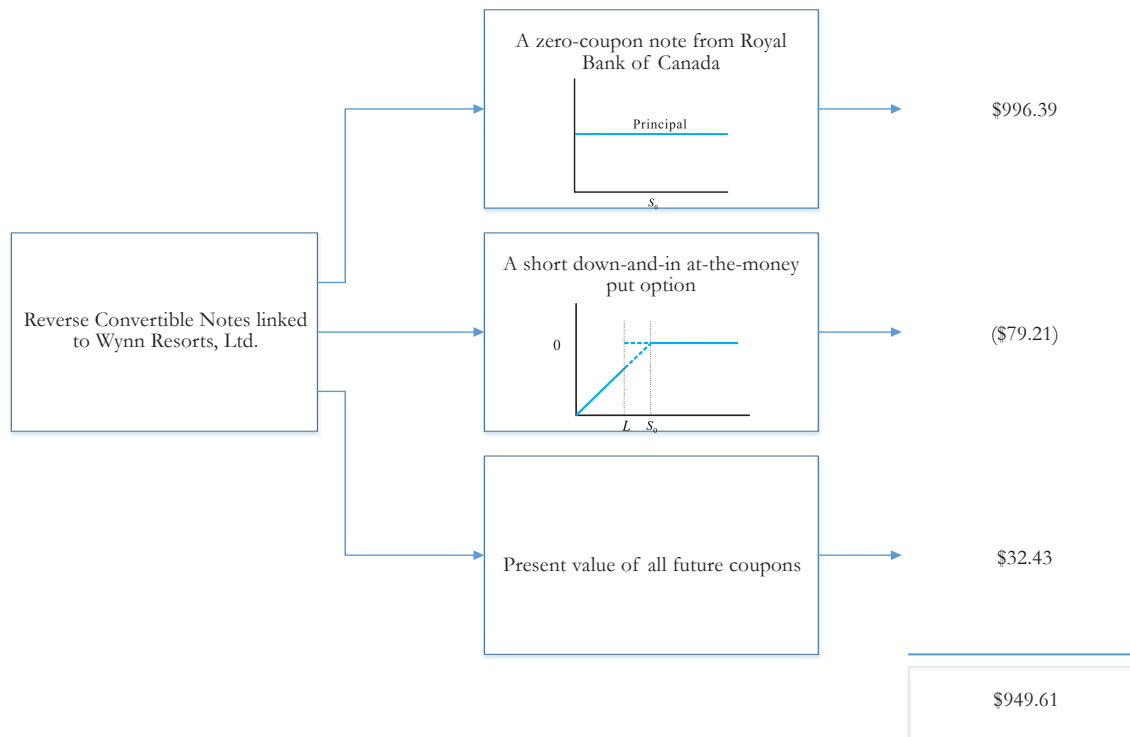 A zero-coupon note from Royal
Bank of Canada
Principal
S₀
$996.39
Reverse Convertible Notes linked
to Wynn Resorts, Ltd.
A short down-and-in at-the-money
put option
0
L S₀
($79.21)
Present value of all future coupons
$32.43
$949.61